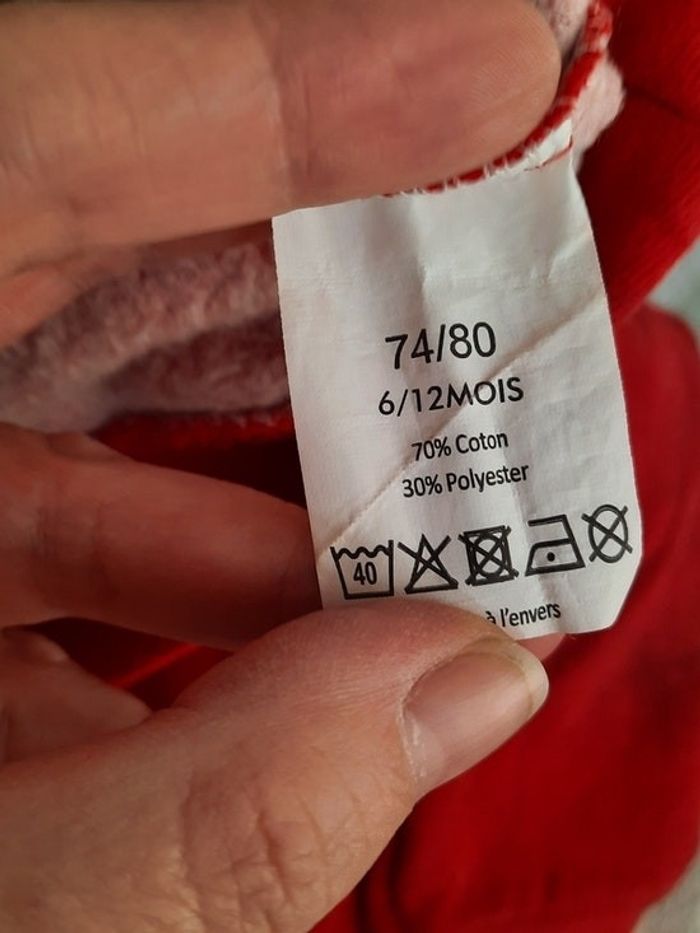 74/80
6/12MOIS
70% Coton
30% Polyester
40
à l'envers